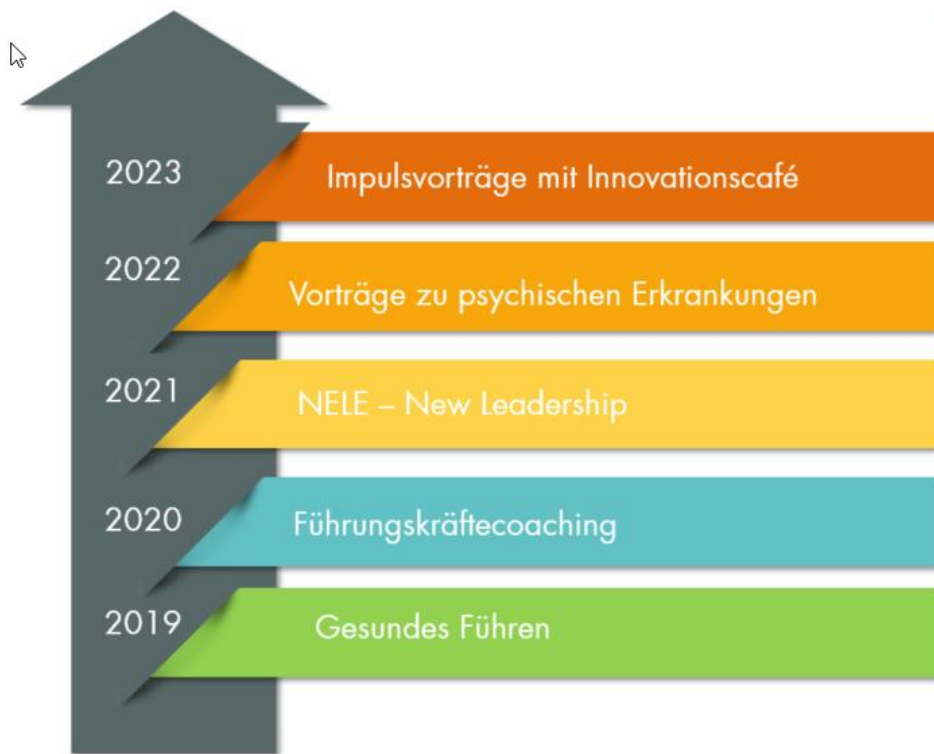 2023
Impulsvorträge mit Innovationscafé
2022
Vorträge zu psychischen Erkrankungen
2021
NELE – New Leadership
2020
Führungskräftecoaching
2019
Gesundes Führen